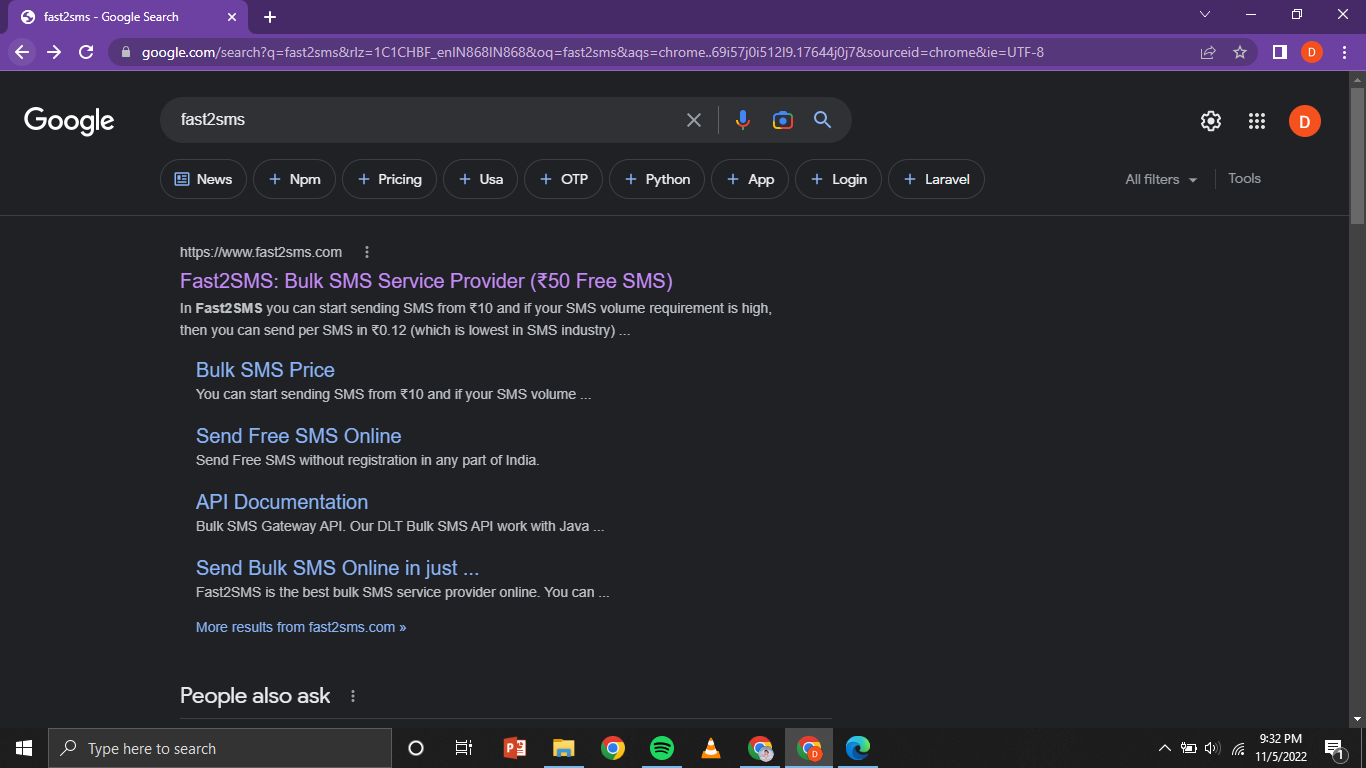 fast2sms - Google Search
google.com/search?q=fast2sms&rlz=1C1CHBF_enIN868IN868&oq=fast2sms&aqs=chrome..69i57j0i512l9.17644j0j7&sourceid=chrome&ie=UTF-8
D
Google
fast2sms
D
News
Npm
Pricing
Usa
OTP
Python
App
Login
Laravel
All filters
Tools
https://www.fast2sms.com
Fast2SMS: Bulk SMS Service Provider (₹50 Free SMS)
In Fast2SMS you can start sending SMS from ₹10 and if your SMS volume requirement is high,
then you can send per SMS in ₹0.12 (which is lowest in SMS industry) ...
Bulk SMS Price
You can start sending SMS from ₹10 and if your SMS volume ...
Send Free SMS Online
Send Free SMS without registration in any part of India.
API Documentation
Bulk SMS Gateway API. Our DLT Bulk SMS API work with Java ...
Send Bulk SMS Online in just ...
Fast2SMS is the best bulk SMS service provider online. You can ...
More results from fast2sms.com »
People also ask
Type here to search
P
D
9:32 PM
11/5/2022
1